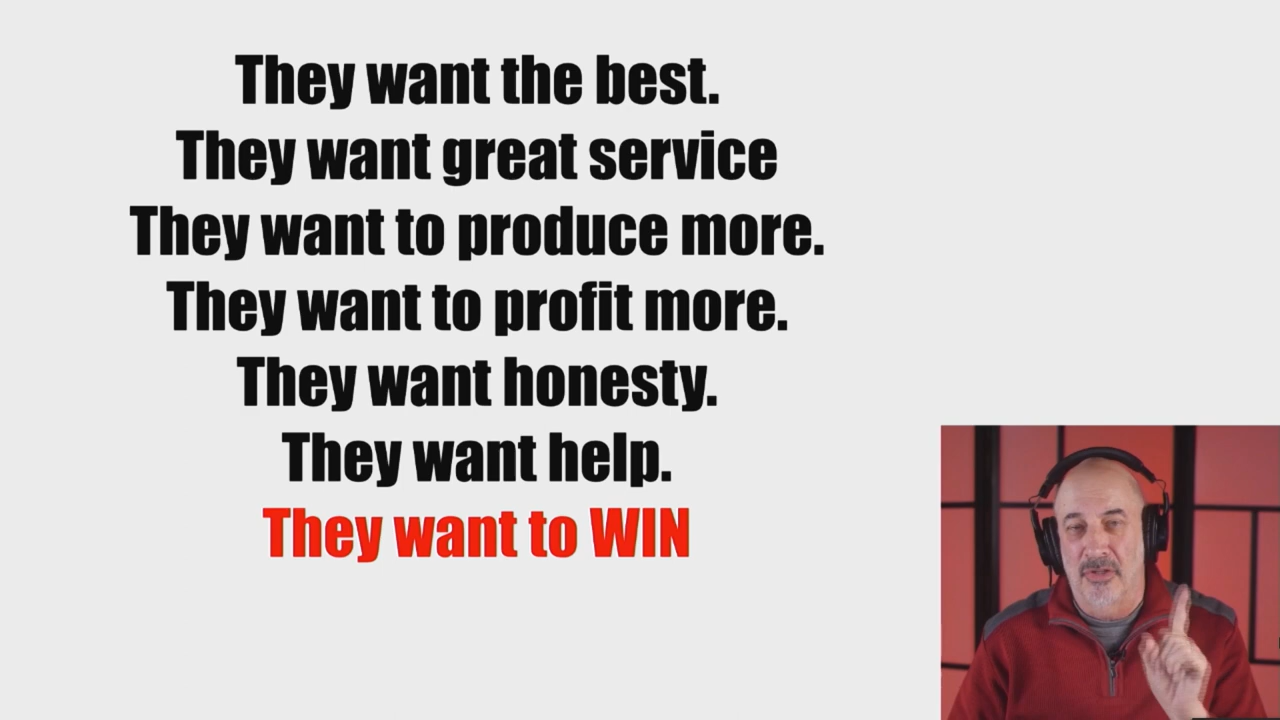 They want the best.
They want great service
They want to produce more.
They want to profit more.
They want honesty.
They want help.
They want to WIN